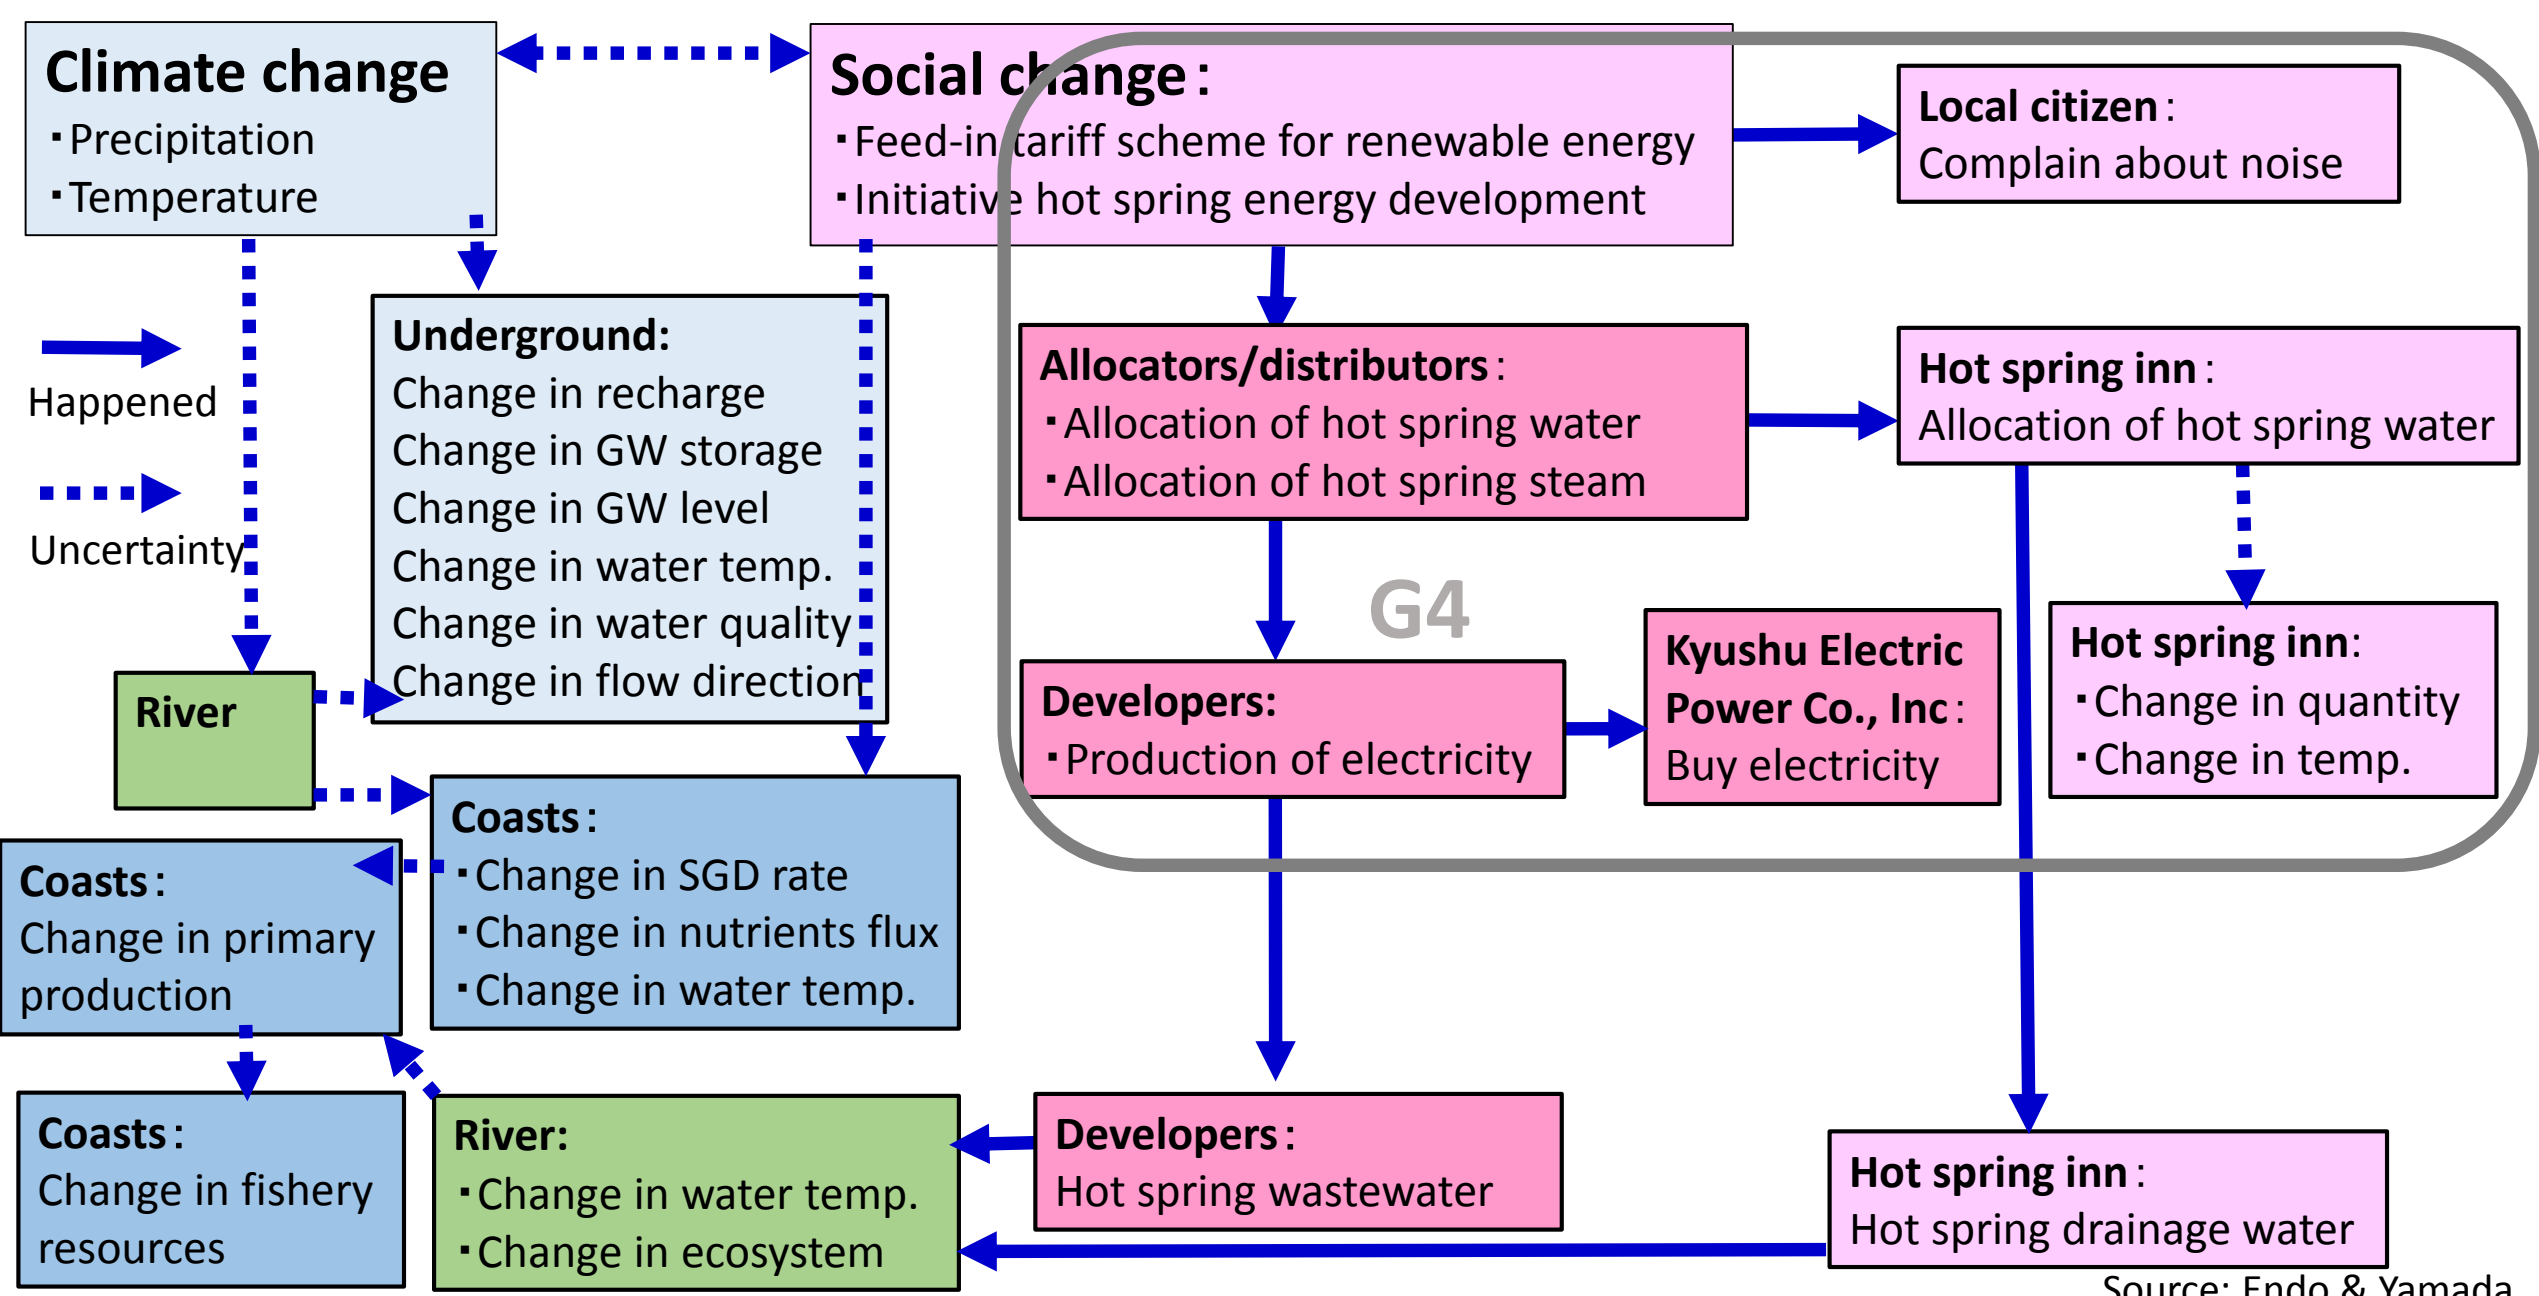 Climate change
･Precipitation
･Temperature
Social change：
･Feed-in tariff scheme for renewable energy
･Initiative hot spring energy development
Local citizen：
Complain about noise
Happened
Uncertainty
Underground:
Change in recharge
Change in GW storage
Change in GW level
Change in water temp.
Change in water quality
Change in flow direction
Allocators/distributors：
･Allocation of hot spring water
･Allocation of hot spring steam
Hot spring inn：
Allocation of hot spring water
G4
River
Developers:
･Production of electricity
Kyushu Electric
Power Co., Inc：
Buy electricity
Hot spring inn:
･Change in quantity
･Change in temp.
Coasts：
･Change in SGD rate
･Change in nutrients flux
･Change in water temp.
Coasts：
Change in primary
production
Coasts：
Change in fishery
resources
River:
･Change in water temp.
･Change in ecosystem
Developers：
Hot spring wastewater
Hot spring inn：
Hot spring drainage water
Source: Endo & Yamada